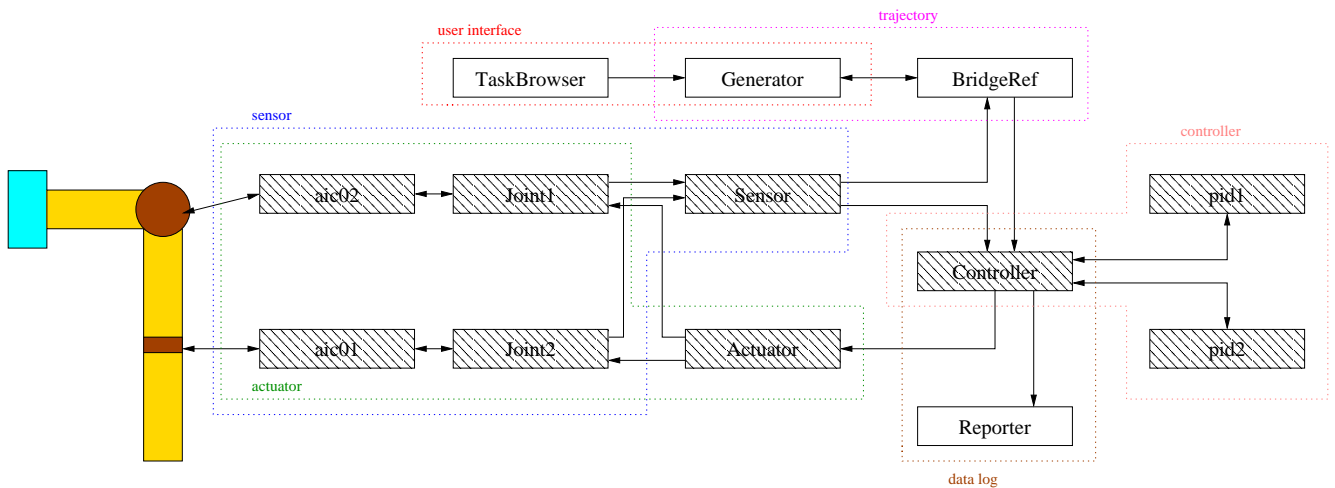 trajectory
user interface
TaskBrowser
Generator
BridgeRef
sensor
controller
aic02
Joint1
Sensor
pid1
Controller
aic01
Joint2
Actuator
pid2
actuator
Reporter
data log